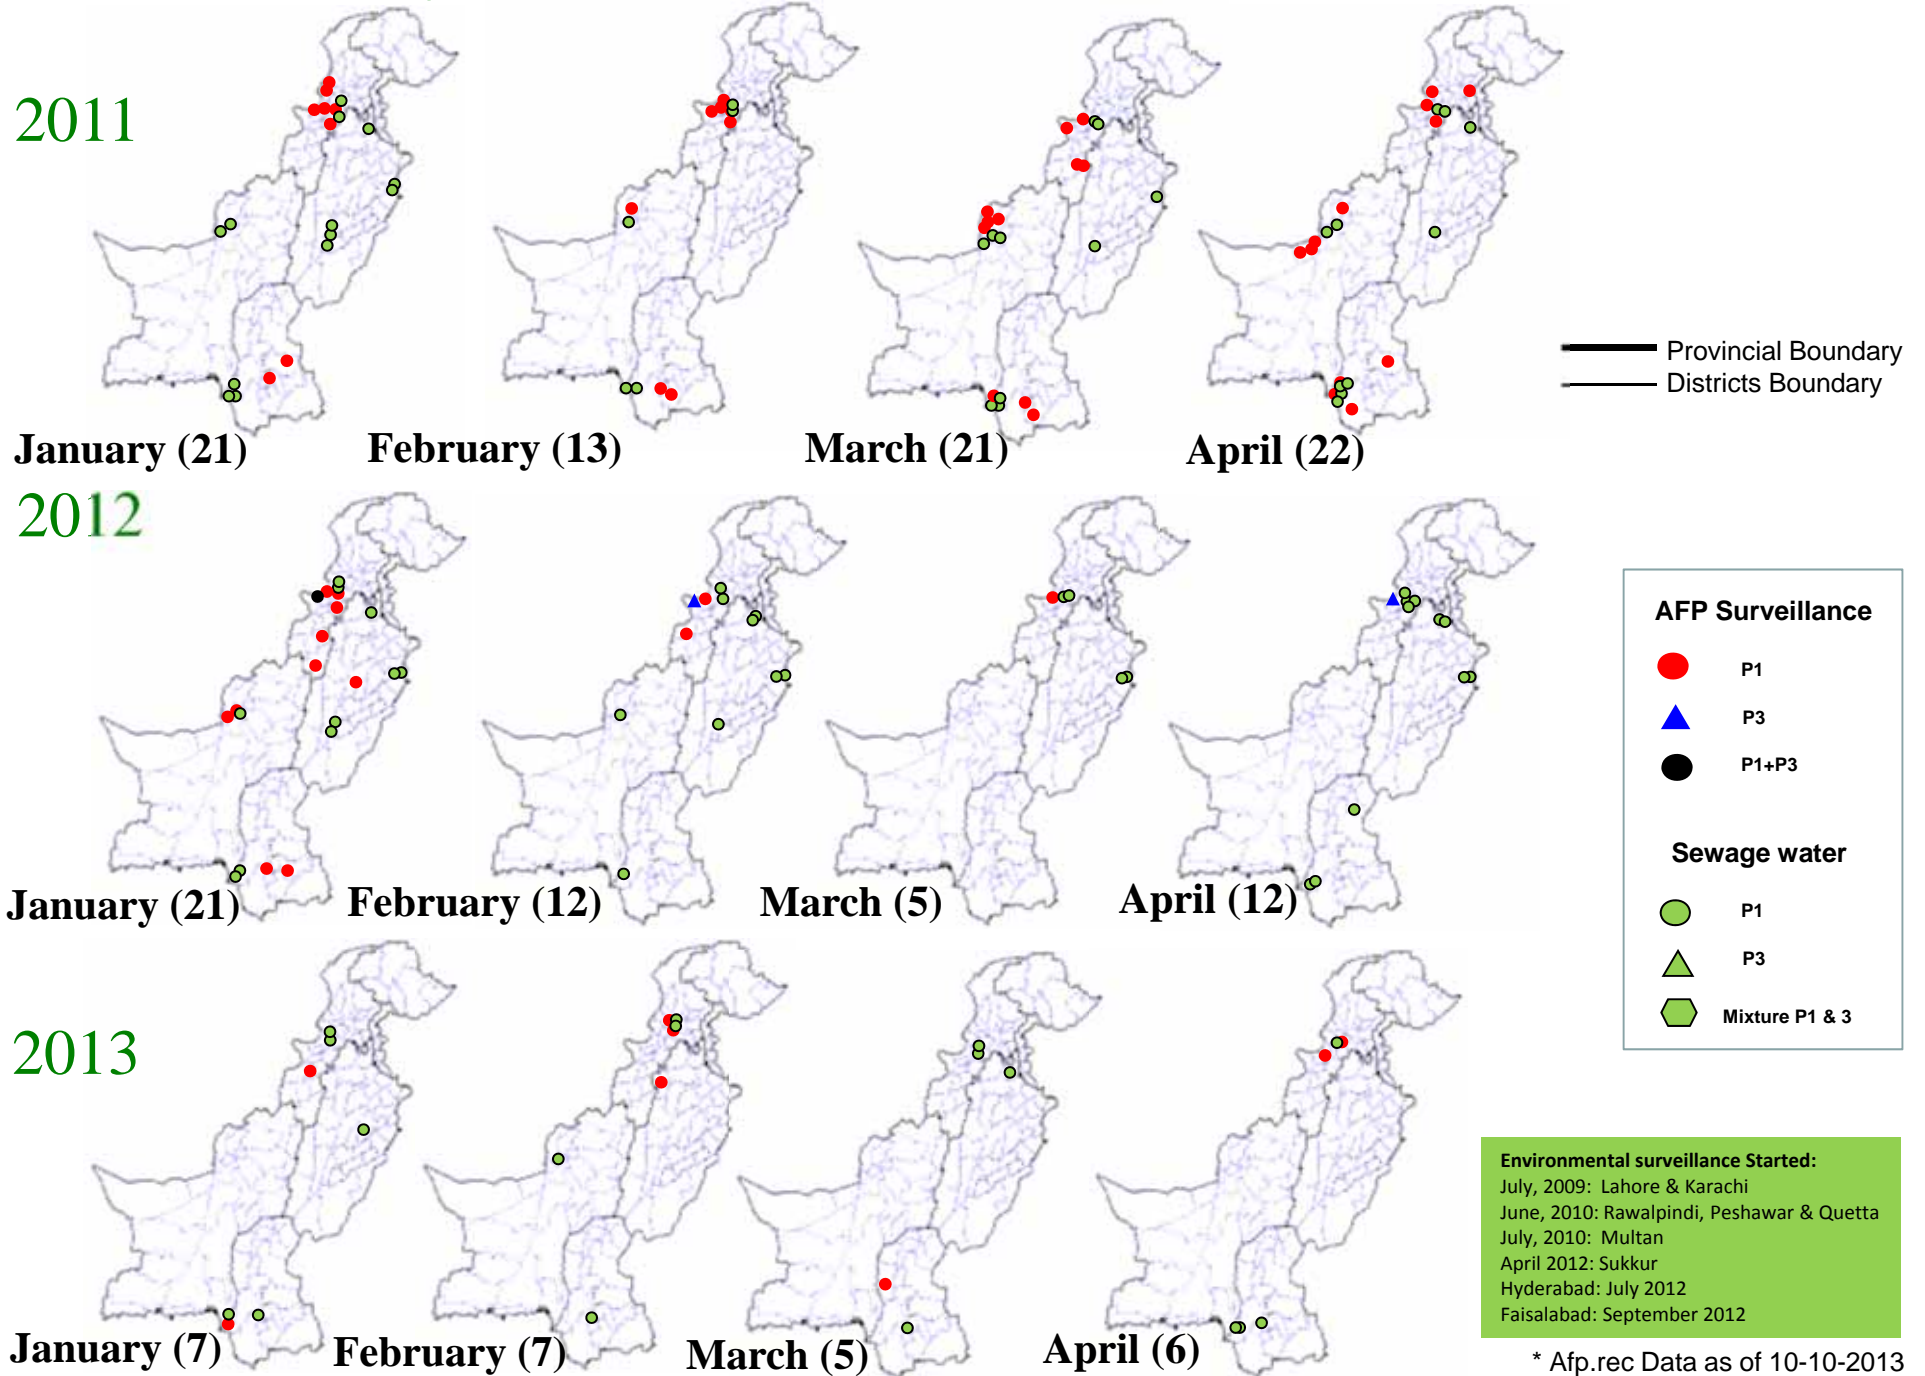 2011
January (21)
February (13)
March (21)
April (22)
Provincial Boundary
Districts Boundary
2012
January (21)
February (12)
March (5)
April (12)
AFP Surveillance
P1
P3
P1+P3
Sewage water
P1
P3
Mixture P1 & 3
2013
January (7)
February (7)
March (5)
April (6)
Environmental surveillance Started:
July, 2009: Lahore & Karachi
June, 2010: Rawalpindi, Peshawar & Quetta
July, 2010: Multan
April 2012: Sukkur
Hyderabad: July 2012
Faisalabad: September 2012
* Afp.rec Data as of 10-10-2013